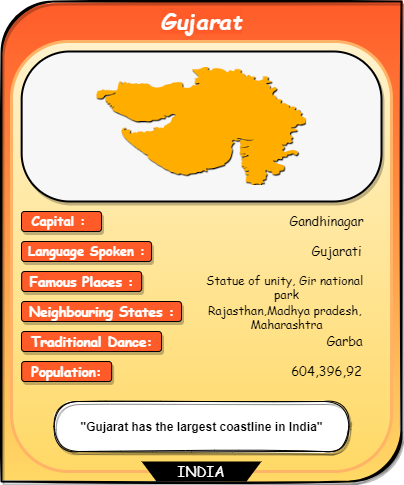 Gujarat
Capital : Gandhinagar
Language Spoken : Gujarati
Famous Places : Statue of unity, Gir national
park
Neighbouring States : Rajasthan,Madhya pradesh,
Maharashtra
Traditional Dance: Garba
Population: 604,396,92
"Gujarat has the largest coastline in India"
INDIA